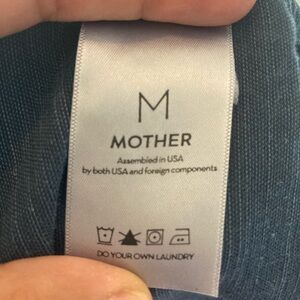 M
MOTHER
Assembled in USA
by both USA and foreign components
DO YOUR OWN LAUNDRY